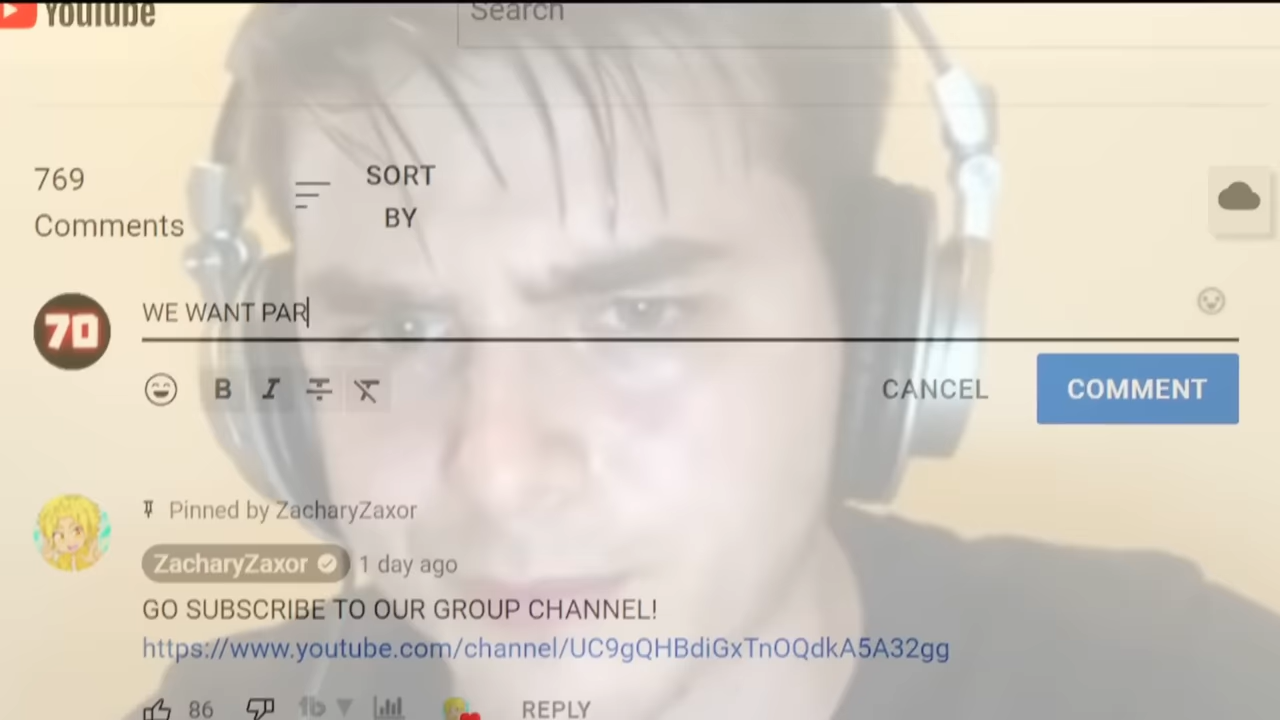 YouTube
Search
769
Comments
SORT
BY
70
WE WANT PAR
B I
CANCEL
COMMENT
Pinned by ZacharyZaxor
ZacharyZaxor
1 day ago
GO SUBSCRIBE TO OUR GROUP CHANNEL!
https://www.youtube.com/channel/UC9gQHBdiGxTnOQdkA5A32gg
86
REPLY